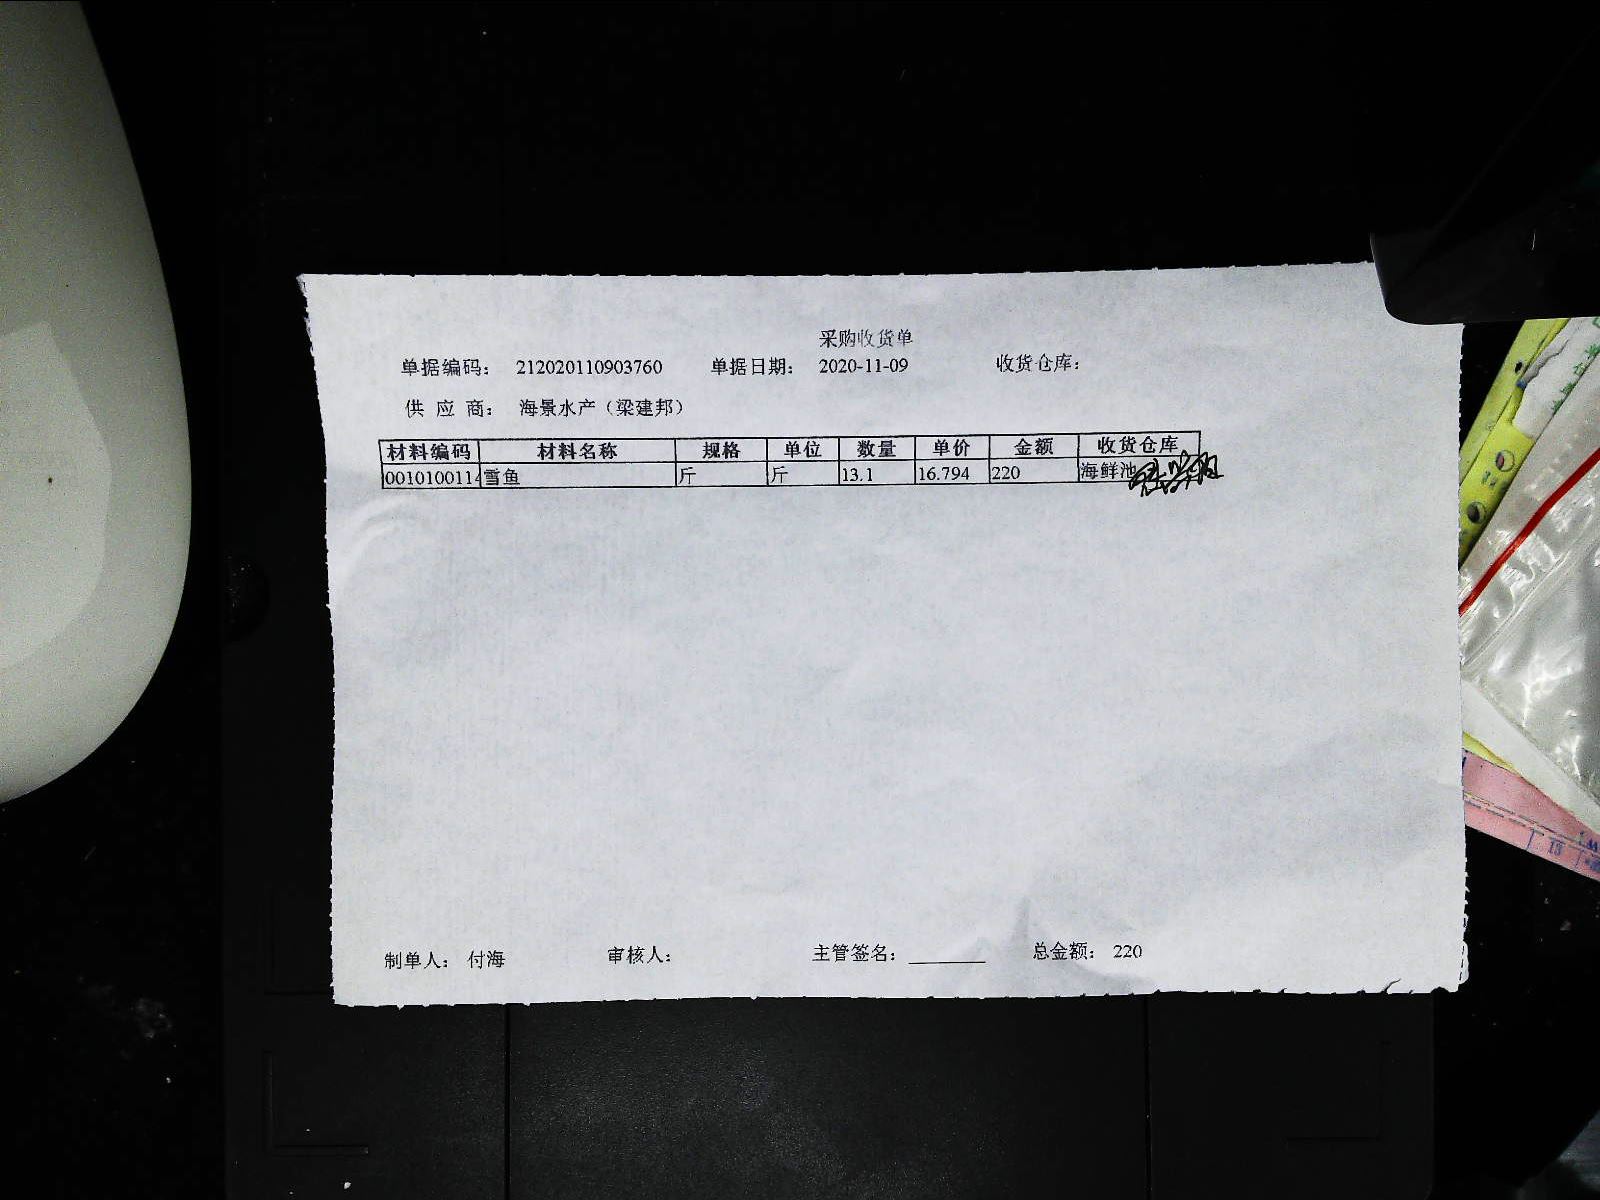 采购收货单
单据编码： 212020110903760 单据日期： 2020-11-09 收货仓库：
供 应 商： 海景水产（梁建邦）
材料编码 材料名称 规格 单位 数量 单价 金额 收货仓库
0010100114 雪鱼 斤 斤 13.1 16.794 220 海鲜池
制单人： 付海 审核人： 主管签名： 总金额： 220